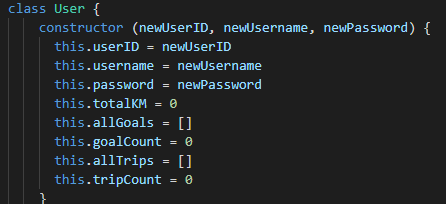 class User {
constructor (newUserID, newUsername, newPassword) {
this.userID = newUserID
this.username = newUsername
this.password = newPassword
this.totalKM = 0
this.allGoals = []
this.goalCount = 0
this.allTrips = []
this.tripCount = 0
}